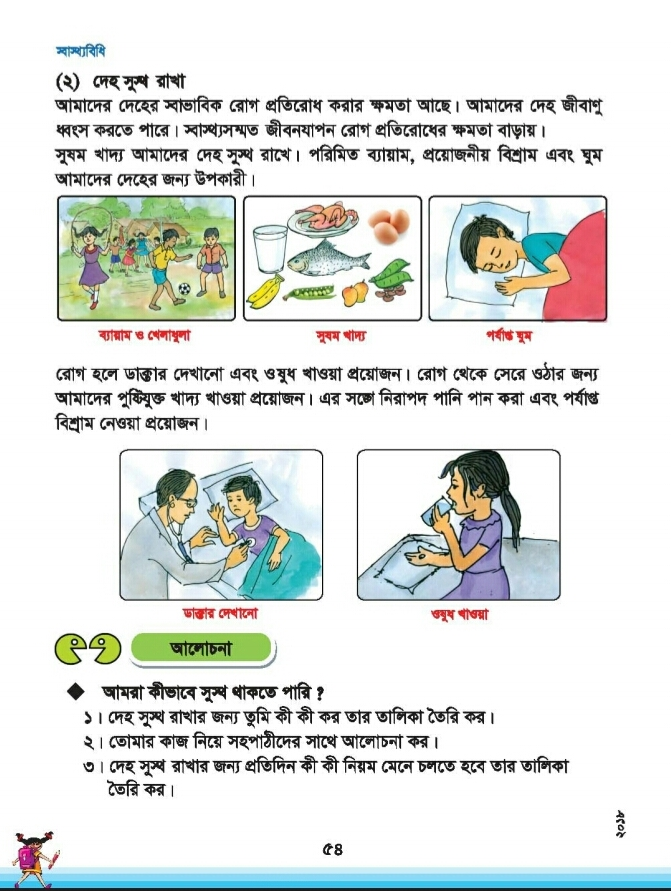 স্বাস্থ্যবিধি
(২) দেহ সুস্থ রাখা
আমাদের দেহের স্বাভাবিক রোগ প্রতিরোধ করার ক্ষমতা আছে। আমাদের দেহ জীবাণু
ধ্বংস করতে পারে। স্বাস্থ্যসম্মত জীবনযাপন রোগ প্রতিরোধের ক্ষমতা বাড়ায়।
সুষম খাদ্য আমাদের দেহ সুস্থ রাখে। পরিমিত ব্যায়াম, প্রয়োজনীয় বিশ্রাম এবং ঘুম
আমাদের দেহের জন্য উপকারী।
ব্যায়াম ও খেলাধুলা
সুষম খাদ্য
পর্যাপ্ত ঘুম
রোগ হলে ডাক্তার দেখানো এবং ওষুধ খাওয়া প্রয়োজন। রোগ থেকে সেরে ওঠার জন্য
আমাদের পুষ্টিযুক্ত খাদ্য খাওয়া প্রয়োজন। এর সঙ্গে নিরাপদ পানি পান করা এবং পর্যাপ্ত
বিশ্রাম নেওয়া প্রয়োজন।
ডাক্তার দেখানো
ওষুধ খাওয়া
আলোচনা
আমরা কীভাবে সুস্থ থাকতে পারি ?
১। দেহ সুস্থ রাখার জন্য তুমি কী কী কর তার তালিকা তৈরি কর।
২। তোমার কাজ নিয়ে সহপাঠীদের সাথে আলোচনা কর।
৩। দেহ সুস্থ রাখার জন্য প্রতিদিন কী কী নিয়ম মেনে চলতে হবে তার তালিকা
তৈরি কর।
২০১৮
৫৪